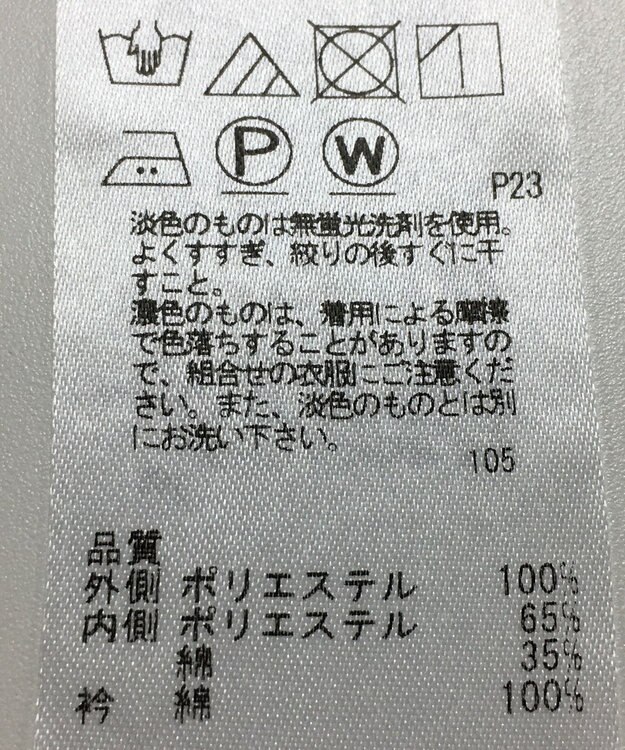 P W
P23
淡色のものは無蛍光洗剤を使用。
よくすすぎ、絞りの後すぐに干
すこと。
濃色のものは、着用による摩擦
で色落ちすることがありますの
で、組合せの衣服にご注意くだ
さい。また、淡色のものとは別
にお洗い下さい。
105
品質
外側 ポリエステル 100%
内側 ポリエステル 65%
綿 35%
衿 綿 100%